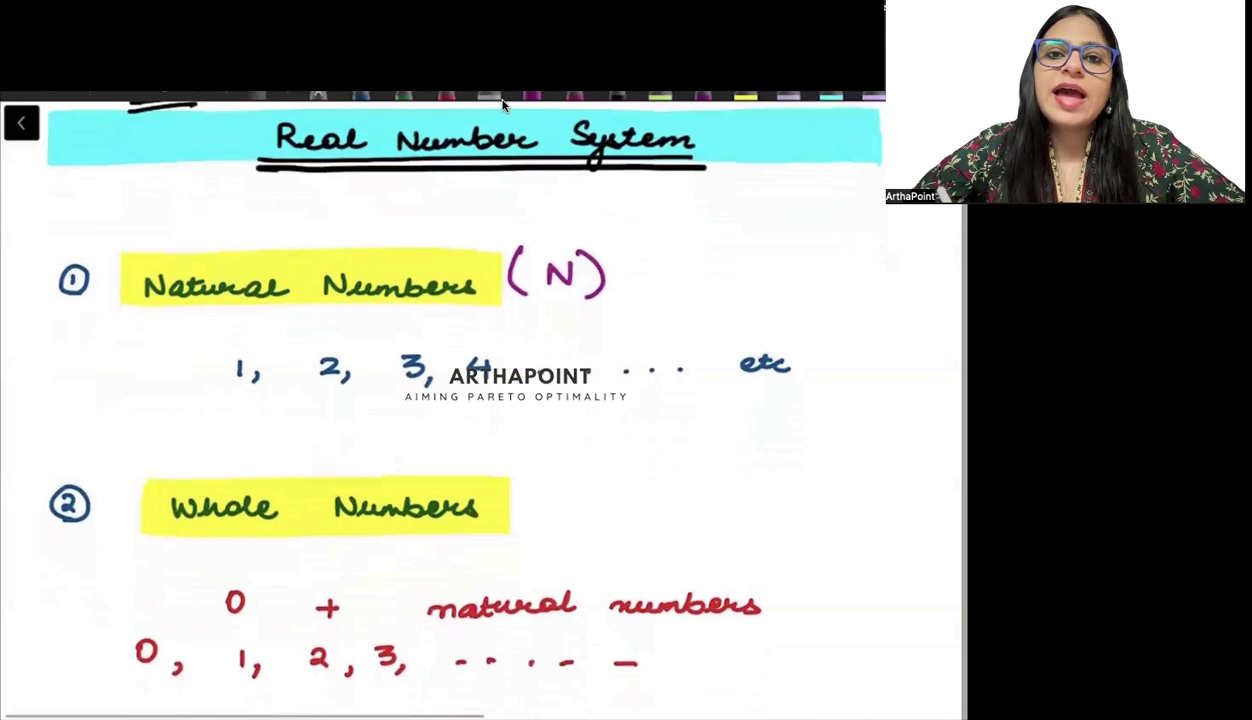 Real Number System
ArthaPoint
① Natural Numbers (N)
1, 2, 3, 4 . . . . . etc
ARTHAPOINT
AIMING PARETO OPTIMALITY
② Whole Numbers
0 + natural numbers
0, 1, 2, 3, - - . - -